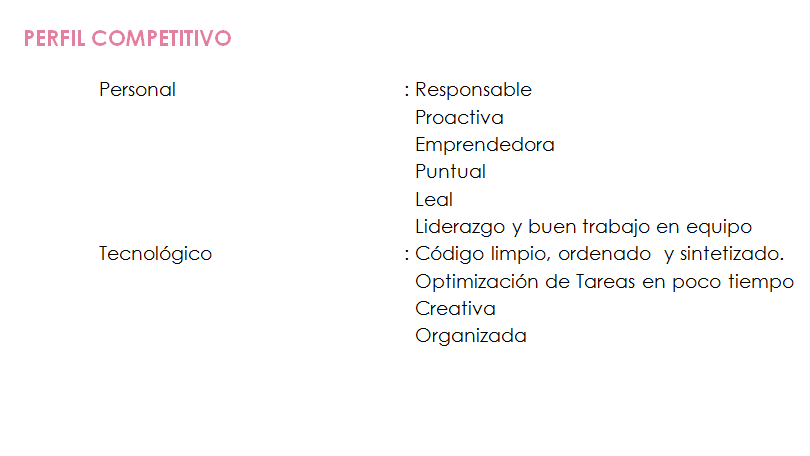 PERFIL COMPETITIVO
Personal : Responsable
Proactiva
Emprendedora
Puntual
Leal
Liderazgo y buen trabajo en equipo
Tecnológico : Código limpio, ordenado  y sintetizado.
Optimización de Tareas en poco tiempo
Creativa
Organizada